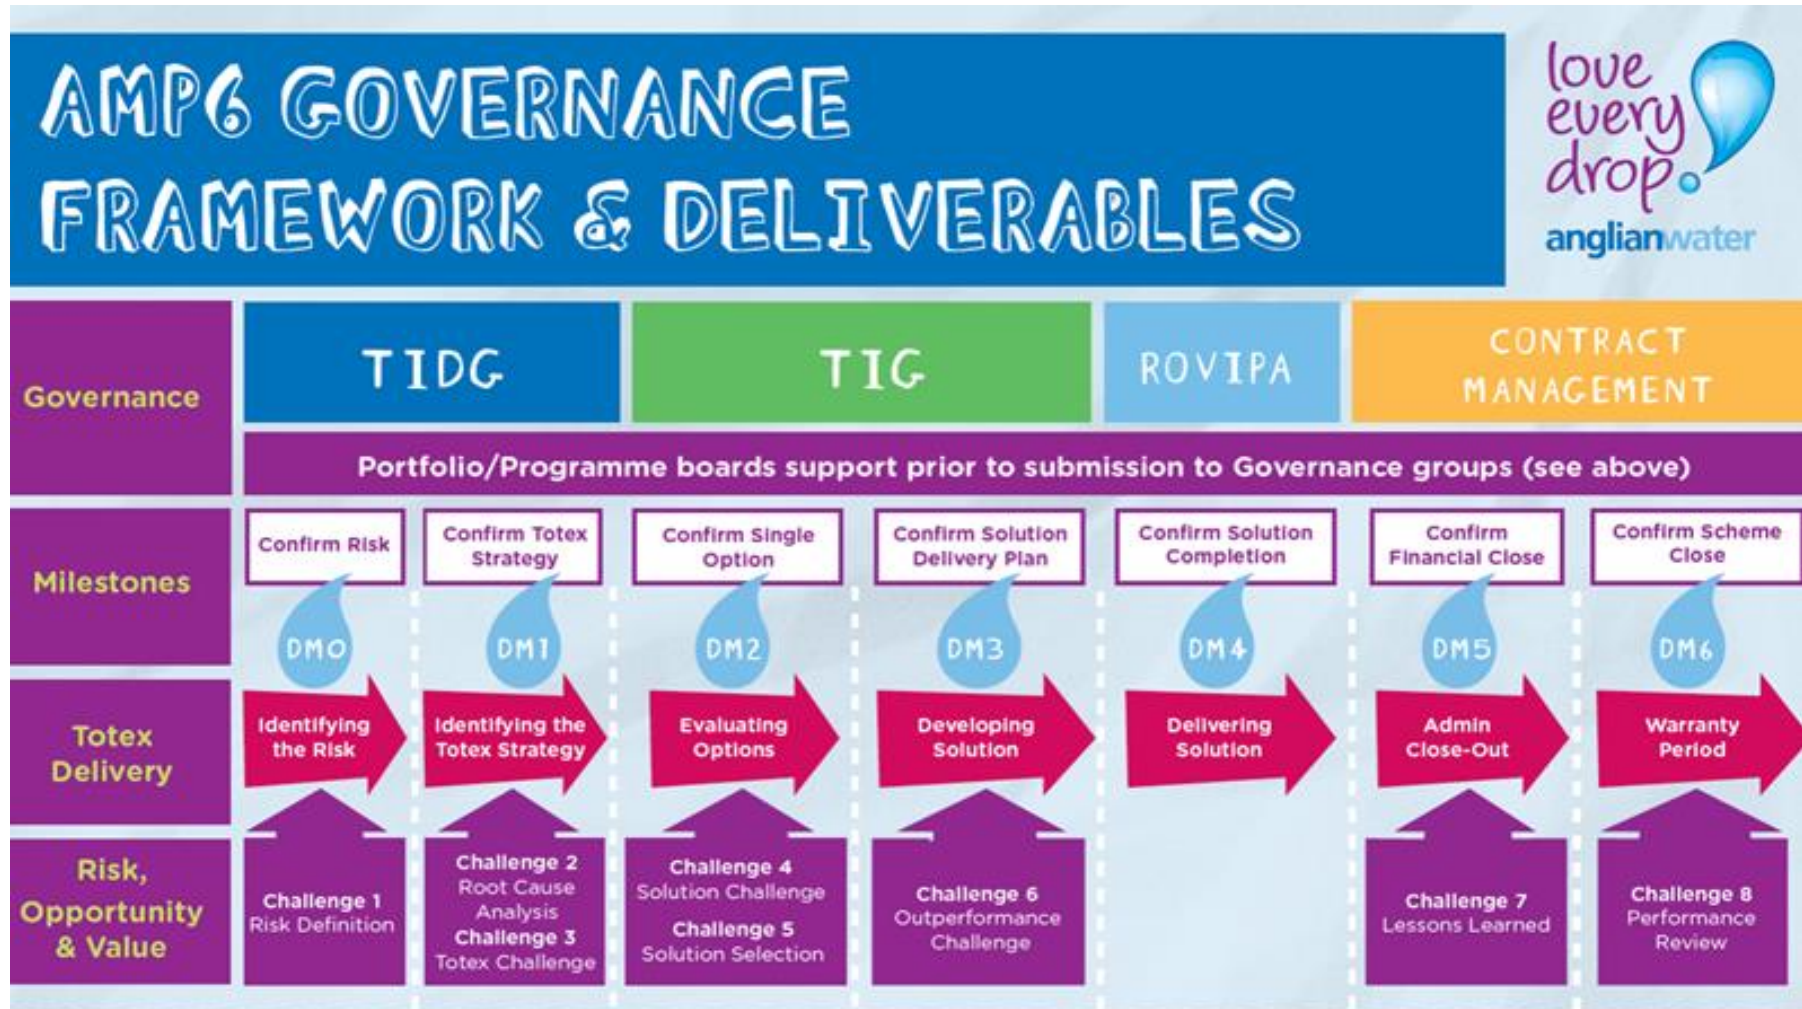 AMP6 GOVERNANCE
FRAMEWORK & DELIVERABLES
love
every
drop
anglianwater
Governance
TIDG
TIG
ROVIPA
CONTRACT
MANAGEMENT
Portfolio/Programme boards support prior to submission to Governance groups (see above)
Milestones
Confirm Risk
Confirm Totex
Strategy
Confirm Single
Option
Confirm Solution
Delivery Plan
Confirm Solution
Completion
Confirm
Financial Close
Confirm Scheme
Close
DM0
DM1
DM2
DM3
DM4
DM5
DM6
Totex
Delivery
Identifying
the Risk
Identifying the
Totex Strategy
Evaluating
Options
Developing
Solution
Delivering
Solution
Admin
Close-Out
Warranty
Period
Risk,
Opportunity
& Value
Challenge 1
Risk Definition
Challenge 2
Root Cause
Analysis
Challenge 3
Totex Challenge
Challenge 4
Solution Challenge
Challenge 5
Solution Selection
Challenge 6
Outperformance
Challenge
Challenge 7
Lessons Learned
Challenge 8
Performance
Review